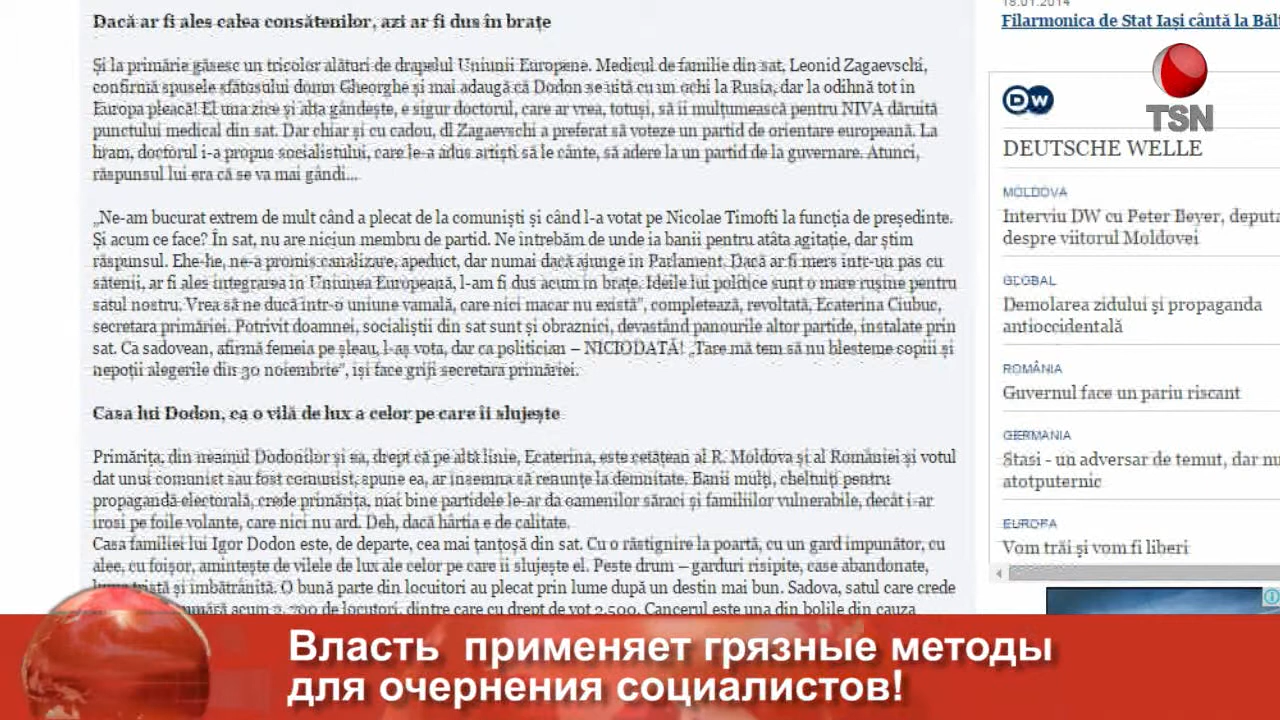 Dacă ar fi ales calea consătenilor, azi ar fi dus în brațe
Și la primărie găsesc un tricolor alături de drapelul Uniunii Europene. Medicul de familie din sat, Leonid Zagaevschi,
confirmă spusele sfătosului domn Gheorghe și mai adaugă că Dodon se uită cu un ochi la Rusia, dar la odihnă tot în
Europa pleacă! El una zice și alta gândește, e sigur doctorul, care ar vrea, totuși, să îi mulțumească pentru NIVA dăruită
punctului medical din sat. Dar chiar și cu cadou, dl Zagaevschi a preferat să voteze un partid de orientare europeană. La
hram, doctorul i-a propus socialistului, care le-a adus artiști să le cânte, să adere la un partid de la guvernare. Atunci,
răspunsul lui era că se va mai gândi...
„Ne-am bucurat extrem de mult când a plecat de la comuniști și când l-a votat pe Nicolae Timofti la funcția de președinte.
Și acum ce face? În sat, nu are niciun membru de partid. Ne întrebăm de unde ia banii pentru atâta agitație, dar știm
răspunsul. Ehe-he, ne-a promis canalizare, apeduct, dar numai dacă ajunge în Parlament. Dacă ar fi mers într-un pas cu
sătenii, ar fi ales integrarea în Uniunea Europeană, l-am fi dus acum în brațe. Ideile lui politice sunt o mare rușine pentru
satul nostru. Vrea să ne ducă într-o uniune vamală, care nici macar nu există”, completează, revoltată, Ecaterina Ciubuc,
secretara primăriei. Potrivit doamnei, socialiștii din sat sunt și obraznici, devastând panourile altor partide, instalate prin
sat. Ca sadovean, afirmă femeia pe șleau, l-aș vota, dar ca politician – NICIODATĂ! „Tare mă tem să nu blesteme copiii și
nepoții alegerile din 30 noiembrie”, își face griji secretara primăriei.
Casa lui Dodon, ca o vilă de lux a celor pe care îi slujește
Primărița, din neamul Dodonilor și ea, drept că pe altă linie, Ecaterina, este cetățean al R. Moldova și al României și votul
dat unui comunist sau fost comunist, spune ea, ar însemna să renunțe la demnitate. Banii mulți, cheltuiți pentru
propagandă electorală, crede primărița, mai bine partidele le-ar da oamenilor săraci și familiilor vulnerabile, decât i-ar
irosi pe foile volante, care nici nu ard. Deh, dacă hârtia e de calitate.
Casa familiei lui Igor Dodon este, de departe, cea mai țanțoșă din sat. Cu o răstignire la poartă, cu un gard impunător, cu
alee, cu foișor, amintește de vilele de lux ale celor pe care îi slujește el. Peste drum – garduri risipite, case abandonate,
lume tristă și îmbătrânită. O bună parte din locuitori au plecat prin lume după un destin mai bun. Sadova, satul care crede
acum 2.700 de locuitori, dintre care cu drept de vot 2.500. Cancerul este una din bolile din cauza
18.01.2014
Filarmonica de Stat Iași cântă la Bălț
TSN
DW
DEUTSCHE WELLE
MOLDOVA
Interviu DW cu Peter Beyer, deputa
despre viitorul Moldovei
GLOBAL
Demolarea zidului și propaganda
antioccidentală
ROMÂNIA
Guvernul face un pariu riscant
GERMANIA
Stasi - un adversar de temut, dar nu
atotputernic
EUROPA
Vom trăi și vom fi liberi
Власть применяет грязные методы
для очернения социалистов!